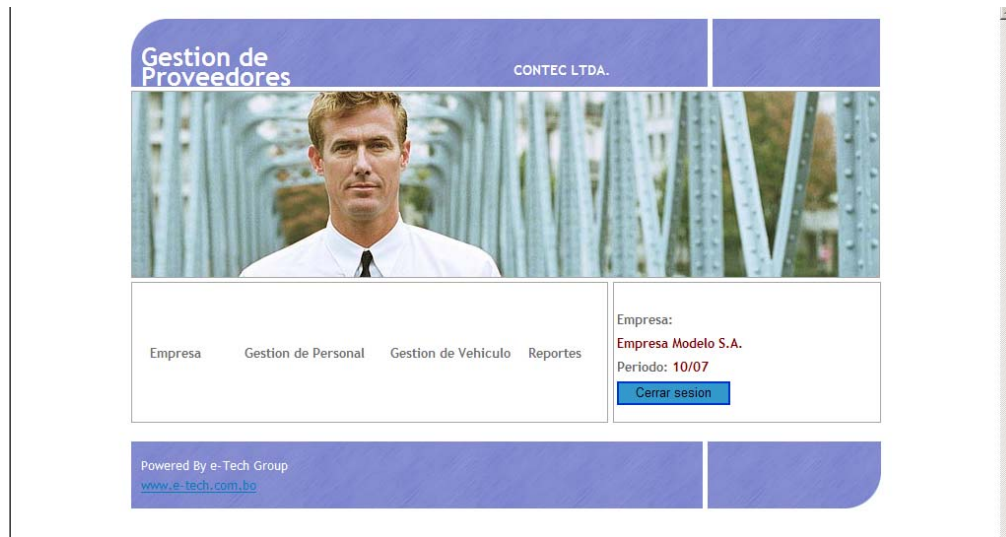 Gestion de
Proveedores
CONTEC LTDA.
Empresa
Gestion de Personal
Gestion de Vehiculo
Reportes
Empresa:
Empresa Modelo S.A.
Periodo: 10/07
Cerrar sesion
Powered By e-Tech Group
www.e-tech.com.bo